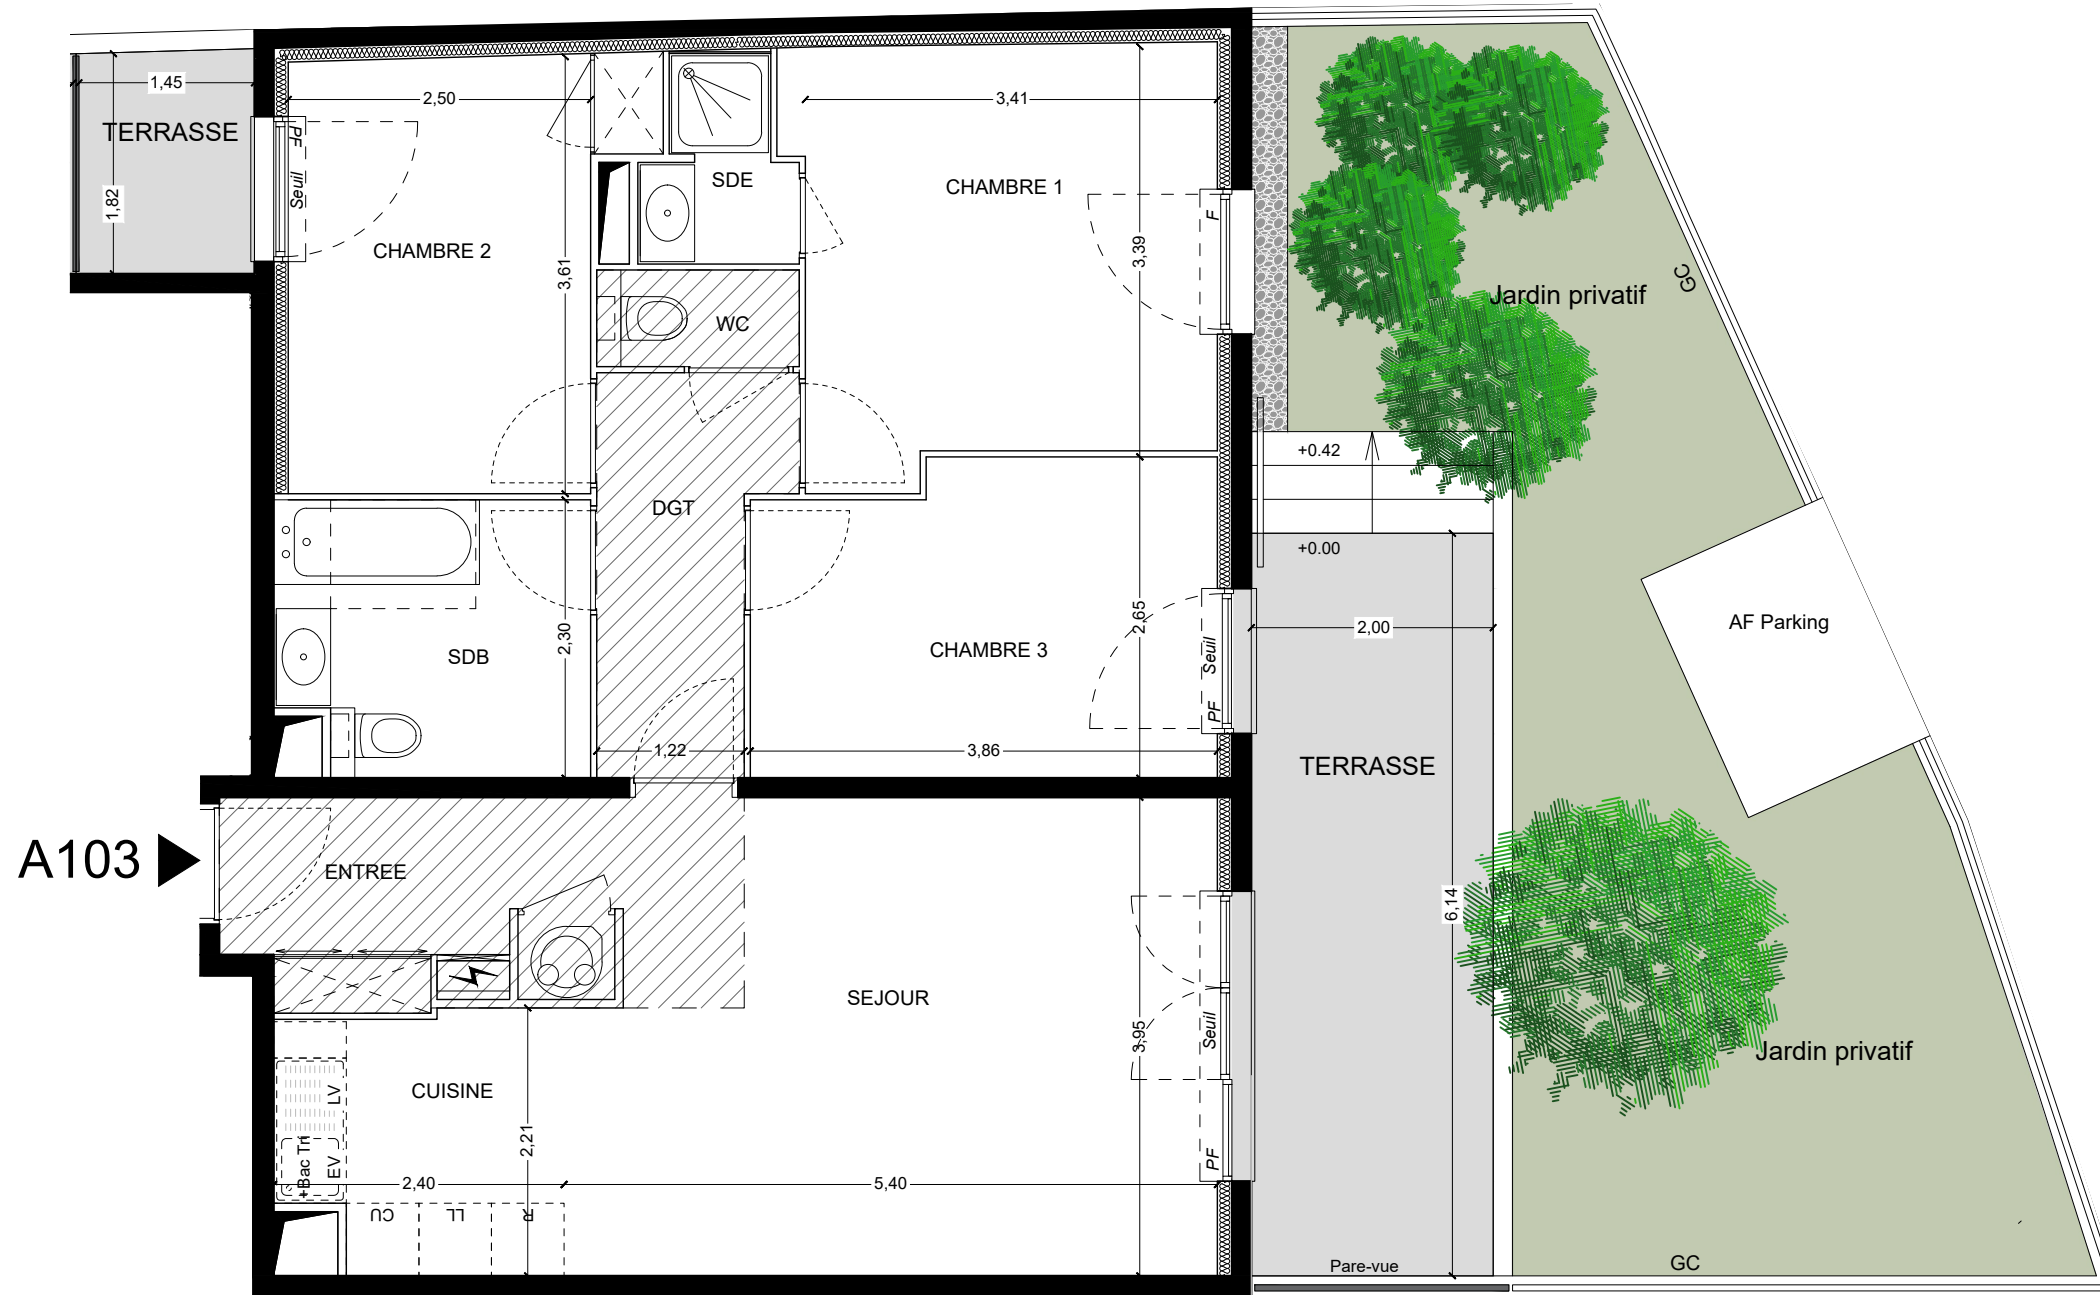 1,45
TERRASSE
1,82
PF
Seuil
2,50
CHAMBRE 2
3,61
SDE
3,41
CHAMBRE 1
3,39
F
WC
Jardin privatif
GC
+0.42
+0.00
DGT
SDB
2,30
1,22
CHAMBRE 3
2,65
3,86
Seuil
PF
2,00
AF Parking
TERRASSE
A103
ENTREE
SEJOUR
6,14
3,95
Seuil
PF
Jardin privatif
CUISINE
LV
EV
+Bac Tri
2,21
2,40
5,40
CU
LL
R
Pare-vue
GC